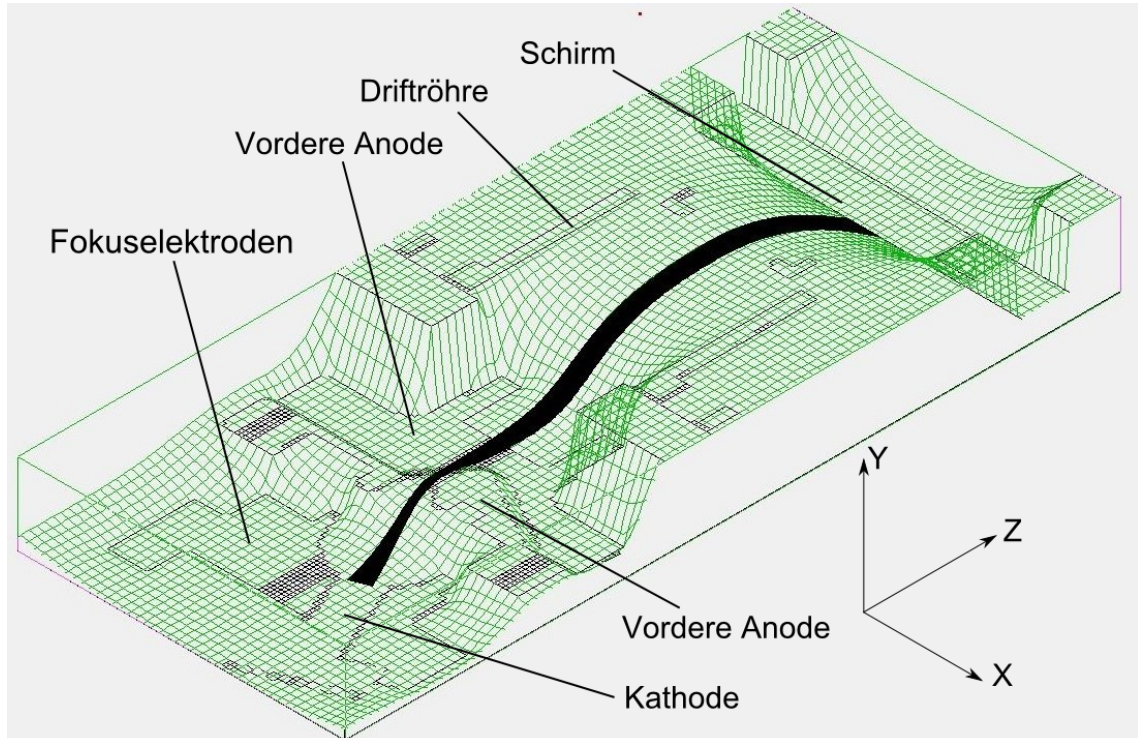 Schirm
Driftröhre
Vordere Anode
Fokuselektroden
Y
Z
X
Vordere Anode
Kathode